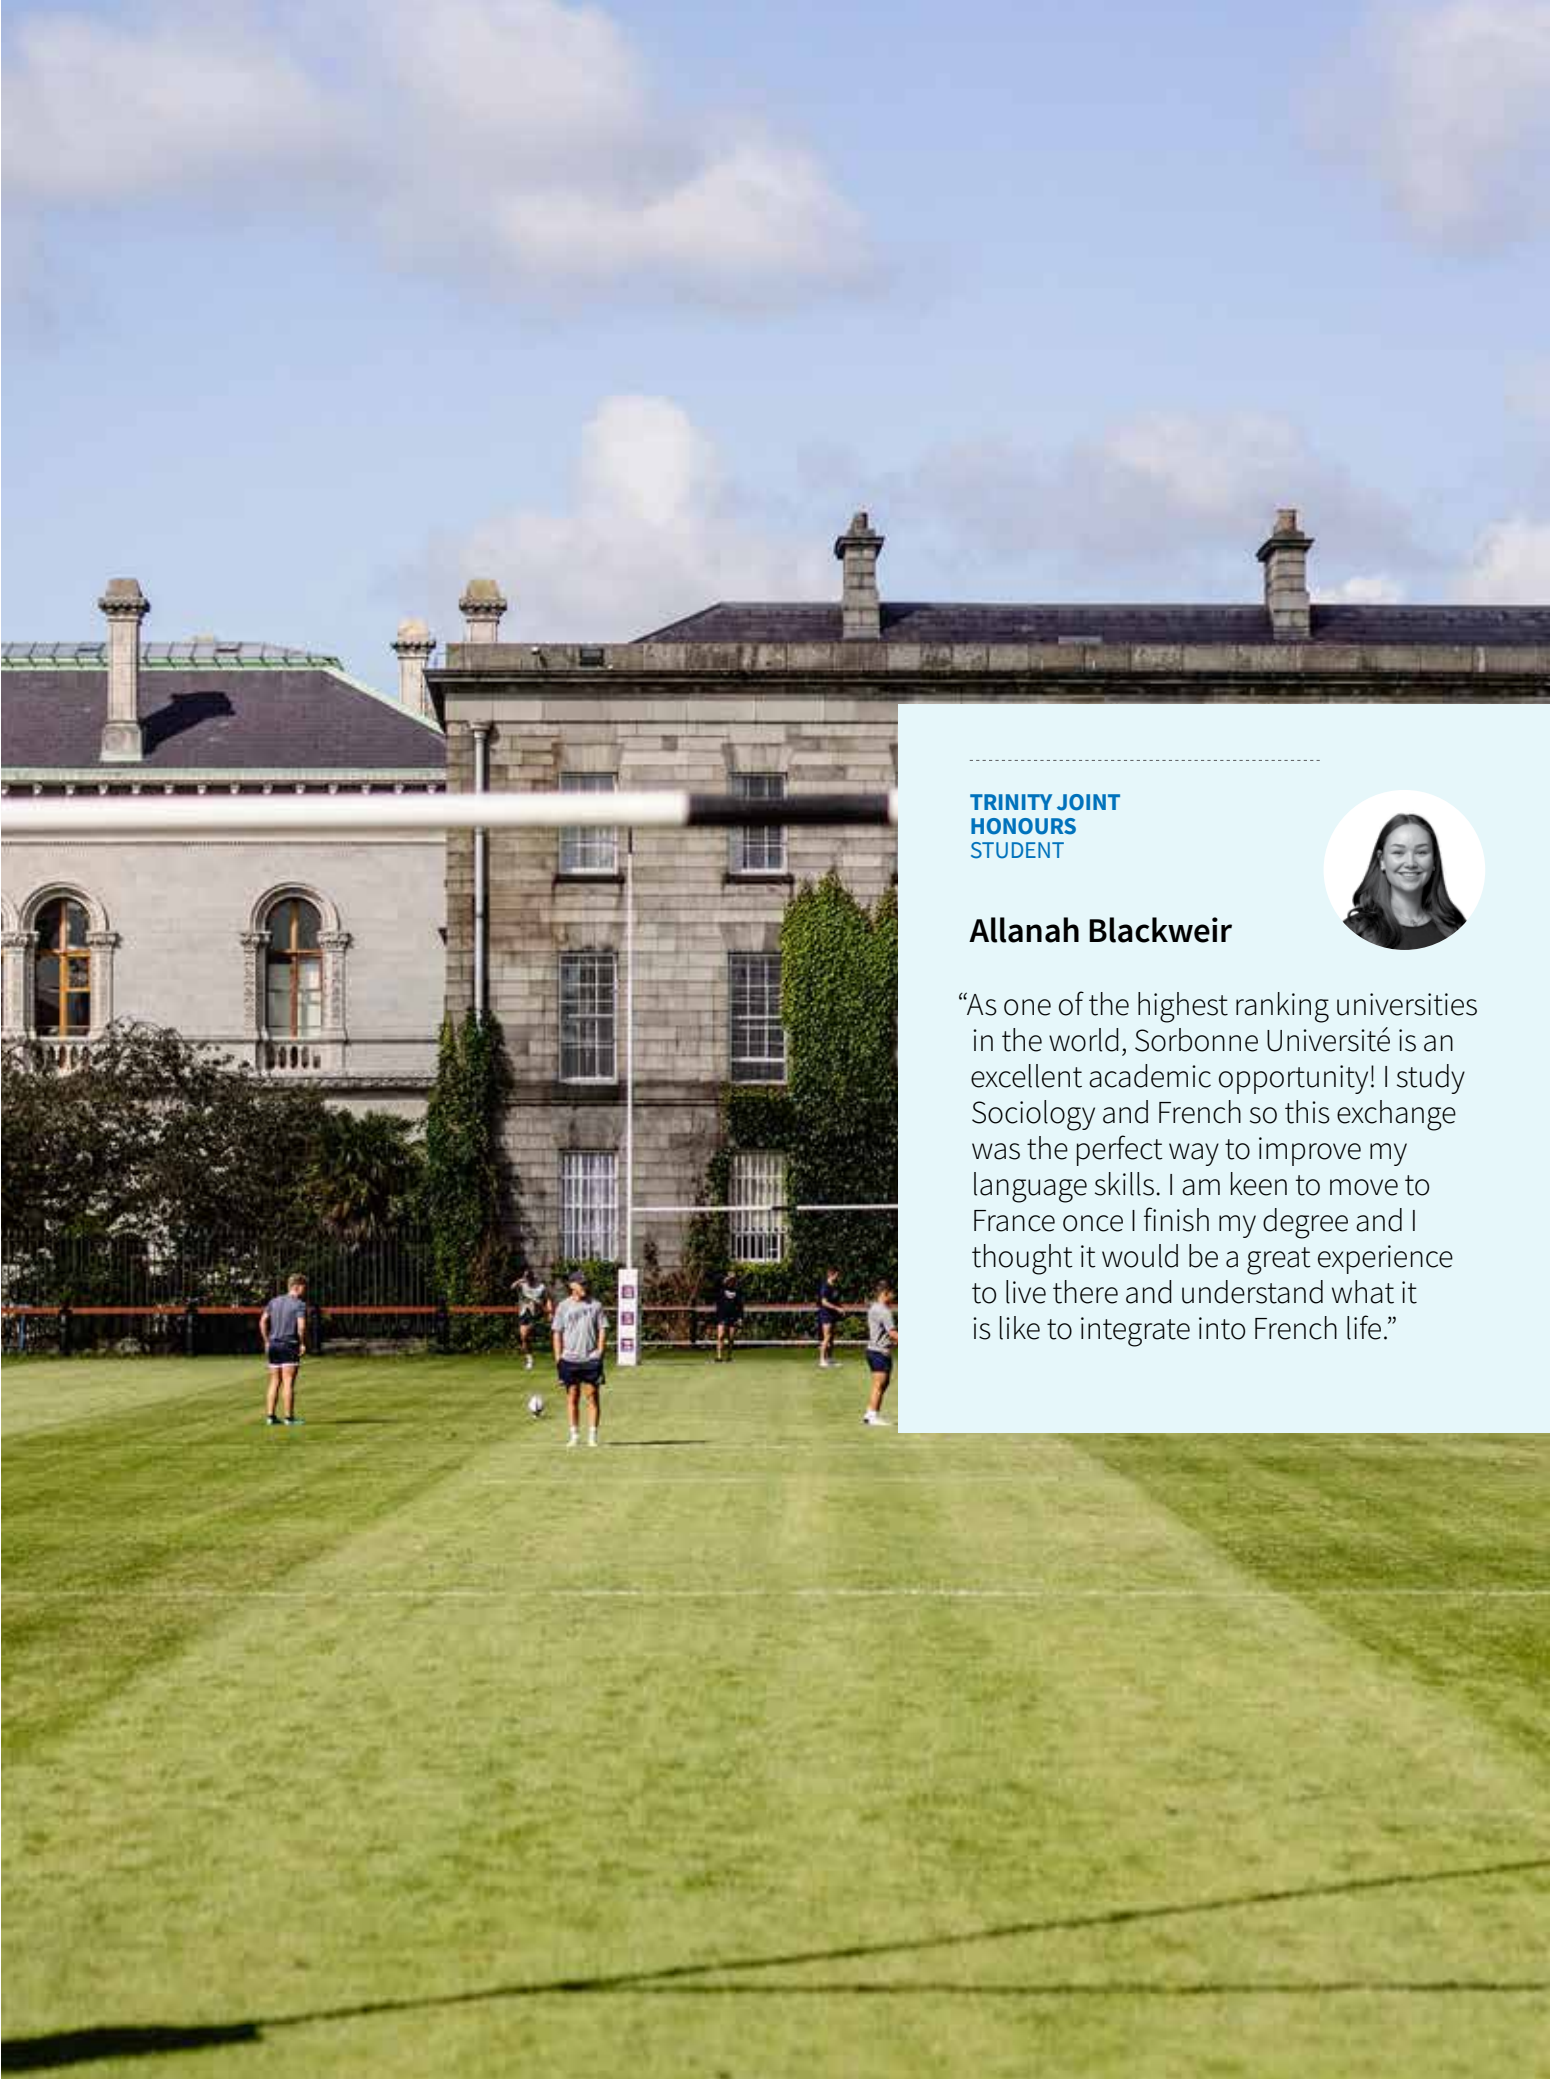 TRINITY JOINT
HONOURS
STUDENT
Allanah Blackweir
“As one of the highest ranking universities
in the world, Sorbonne Université is an
excellent academic opportunity! I study
Sociology and French so this exchange
was the perfect way to improve my
language skills. I am keen to move to
France once I finish my degree and I
thought it would be a great experience
to live there and understand what it
is like to integrate into French life.”